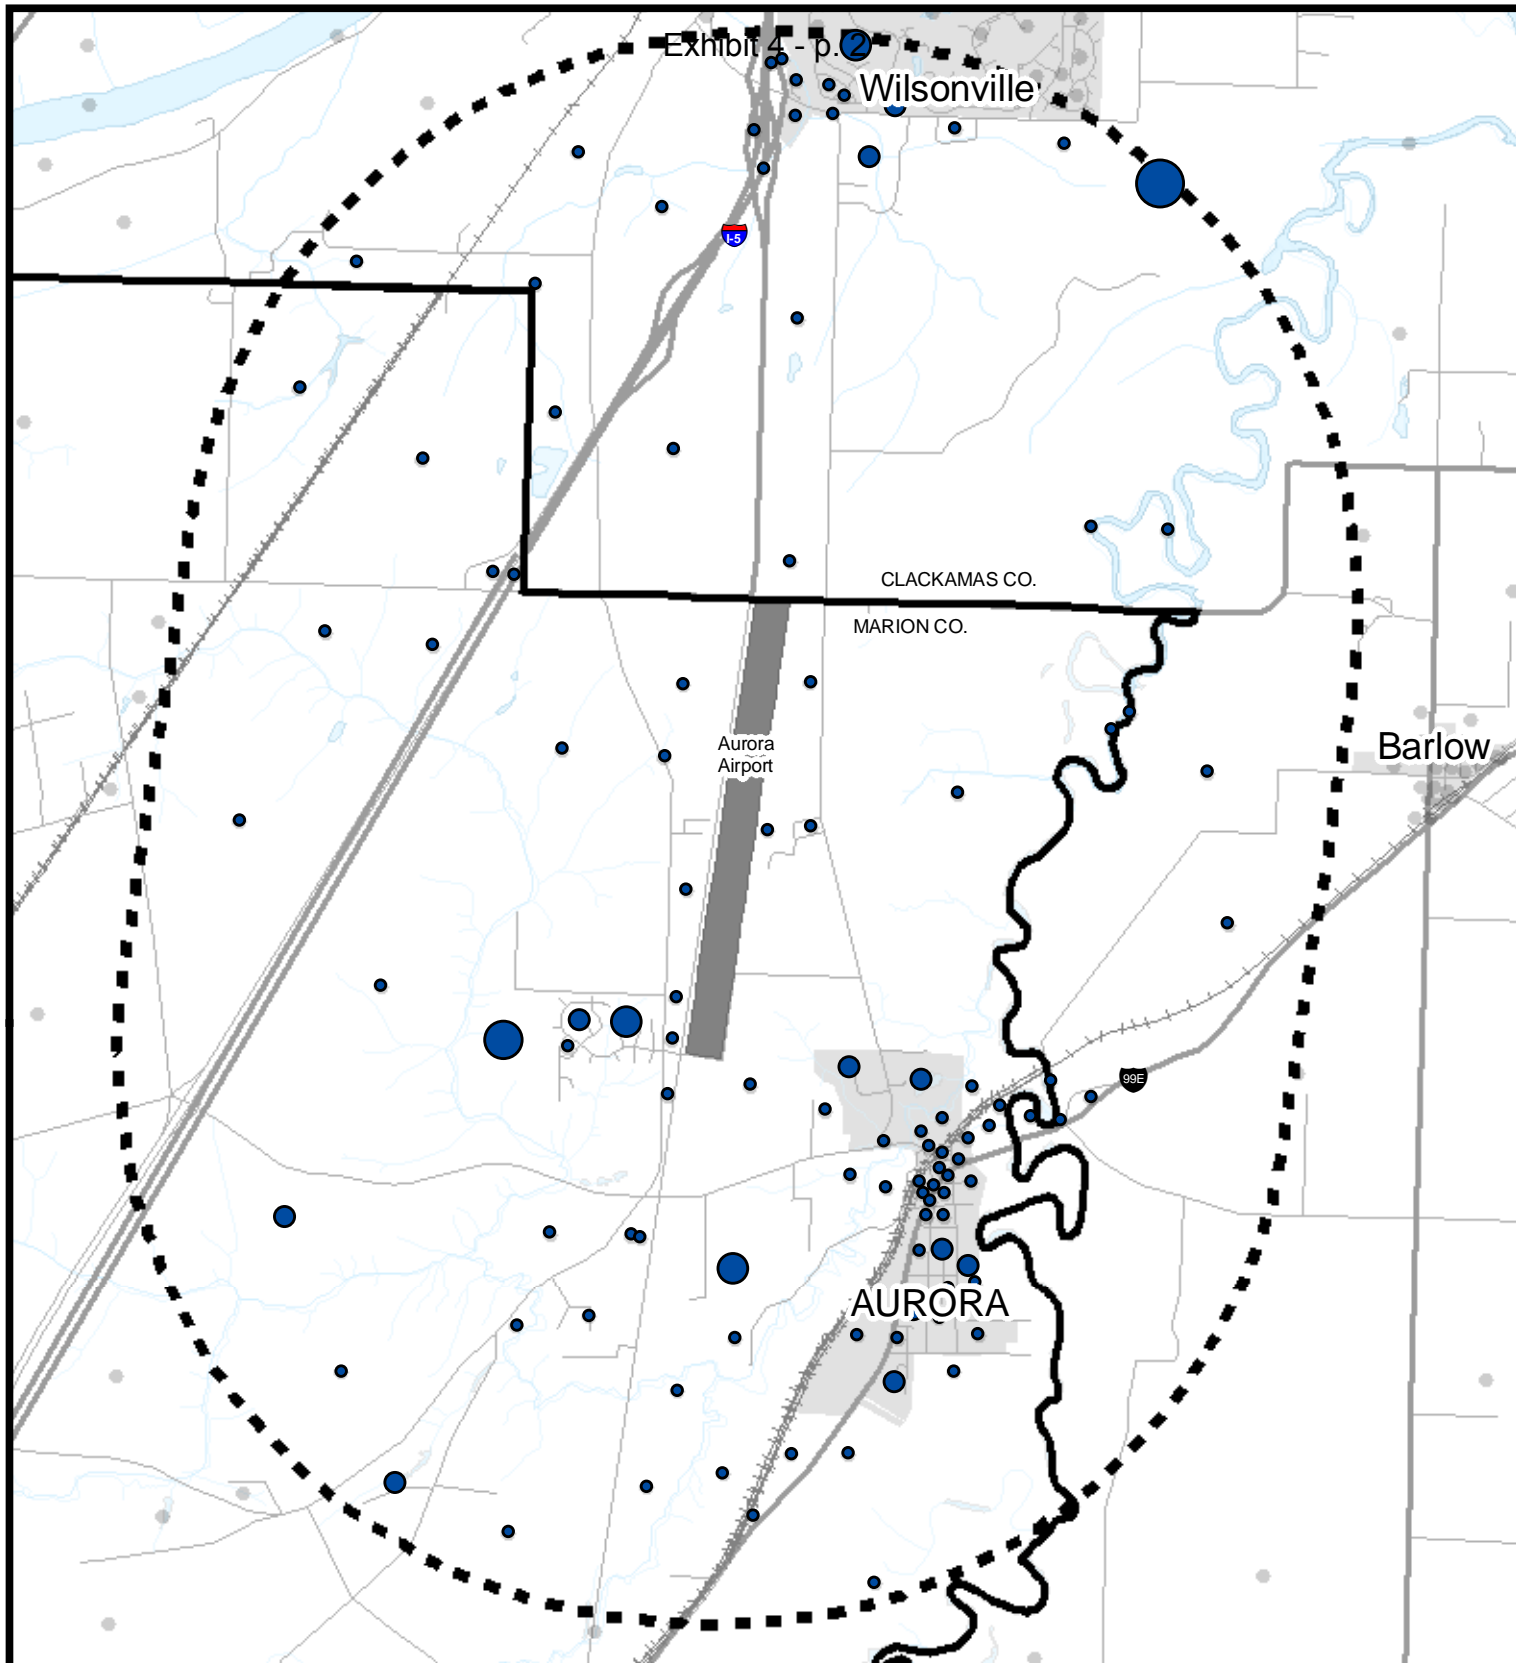 Exhibit 4 - p. 2
Wilsonville
I-5
CLACKAMAS CO.
MARION CO.
Aurora
Airport
Barlow
99E
AURORA